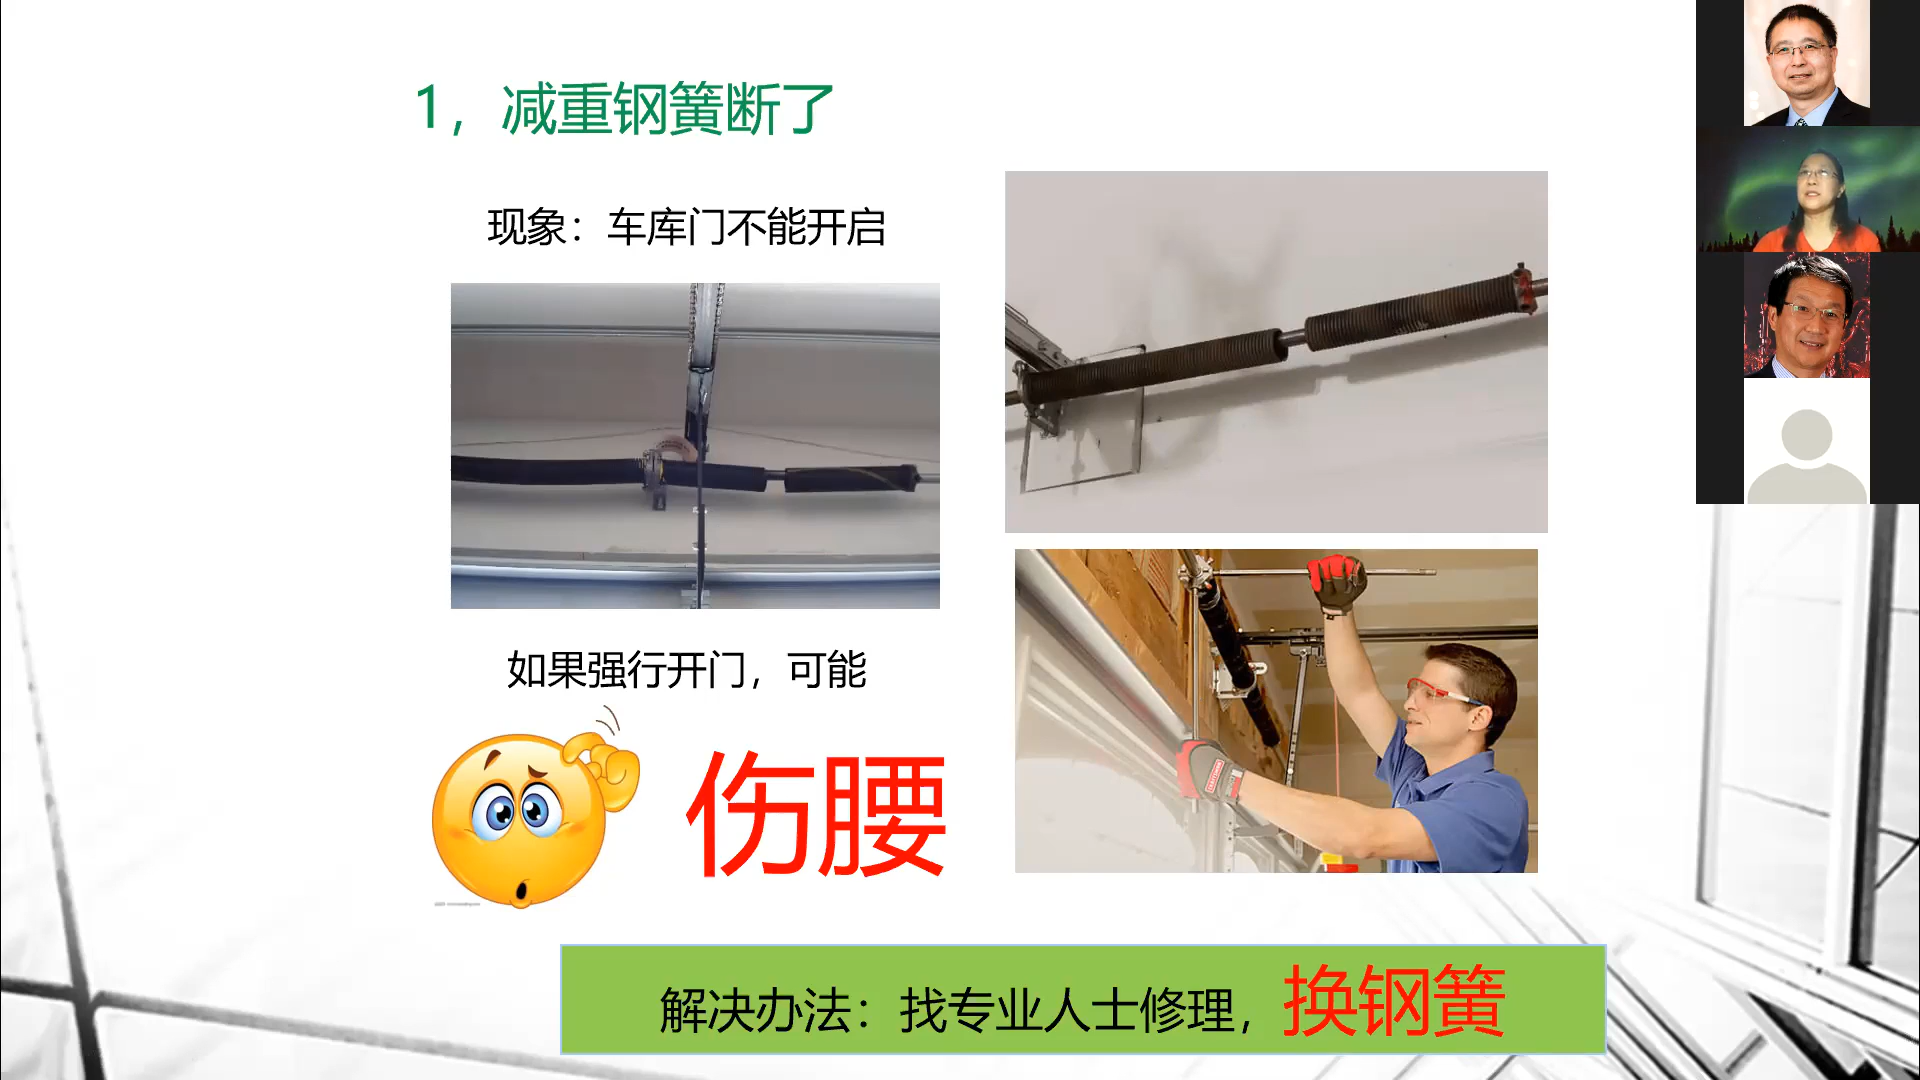 1，减重钢簧断了
现象：车库门不能开启
如果强行开门，可能
伤腰
解决办法：找专业人士修理，换钢簧